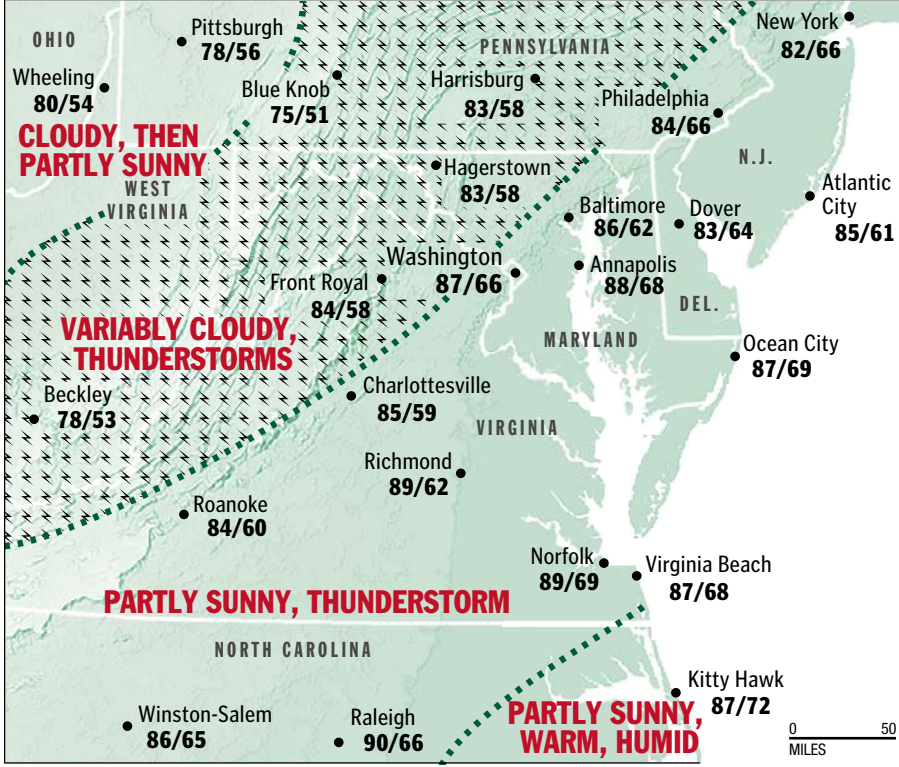 OHIO
Pittsburgh
78/56
PENNSYLVANIA
New York
82/66
Wheeling
80/54
Blue Knob
75/51
Harrisburg
83/58
Philadelphia
84/66
CLOUDY, THEN
PARTLY SUNNY
N.J.
WEST
VIRGINIA
Hagerstown
83/58
Atlantic
City
85/61
Baltimore
86/62
Dover
83/64
Washington
87/66
Annapolis
88/68
Front Royal
84/58
DEL.
VARIABLY CLOUDY,
THUNDERSTORMS
MARYLAND
Ocean City
87/69
Beckley
78/53
Charlottesville
85/59
VIRGINIA
Richmond
89/62
Roanoke
84/60
Norfolk
89/69
Virginia Beach
87/68
PARTLY SUNNY, THUNDERSTORM
NORTH CAROLINA
Kitty Hawk
87/72
Winston-Salem
86/65
Raleigh
90/66
PARTLY SUNNY,
WARM, HUMID
0 50
MILES